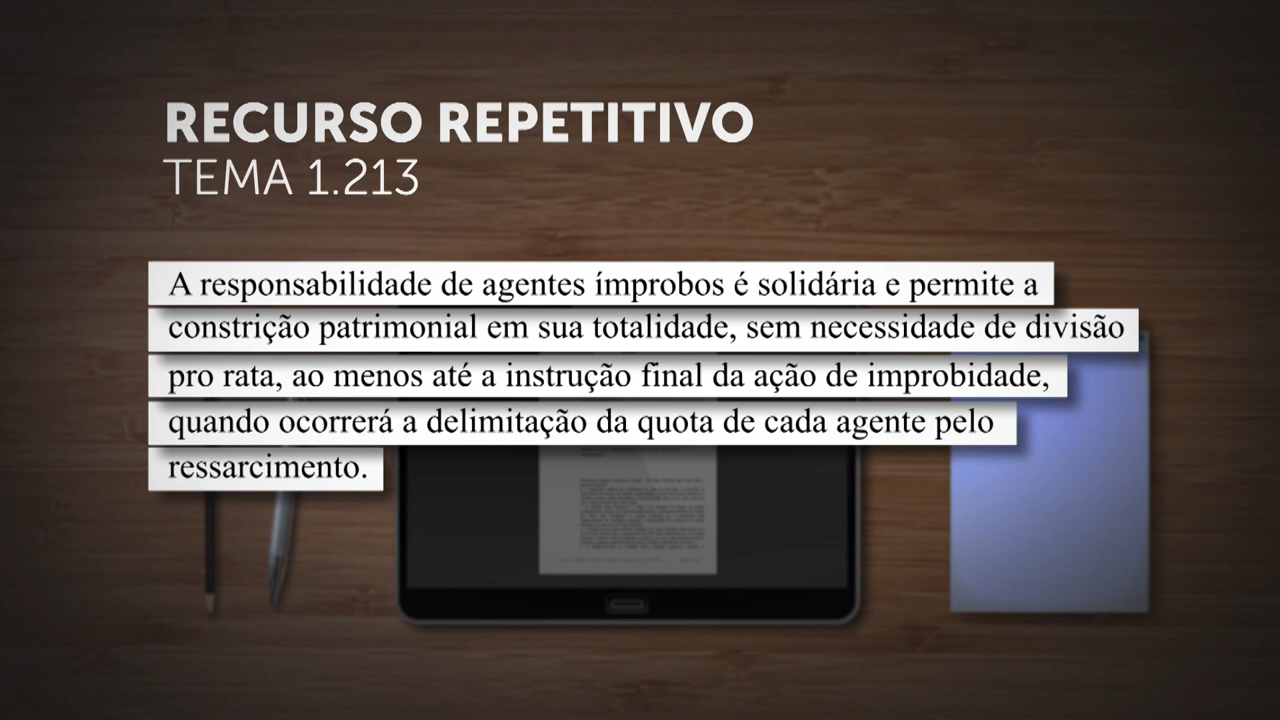 RECURSO REPETITIVO
TEMA 1.213
A responsabilidade de agentes ímprobos é solidária e permite a
constrição patrimonial em sua totalidade, sem necessidade de divisão
pro rata, ao menos até a instrução final da ação de improbidade,
quando ocorrerá a delimitação da quota de cada agente pelo
ressarcimento.